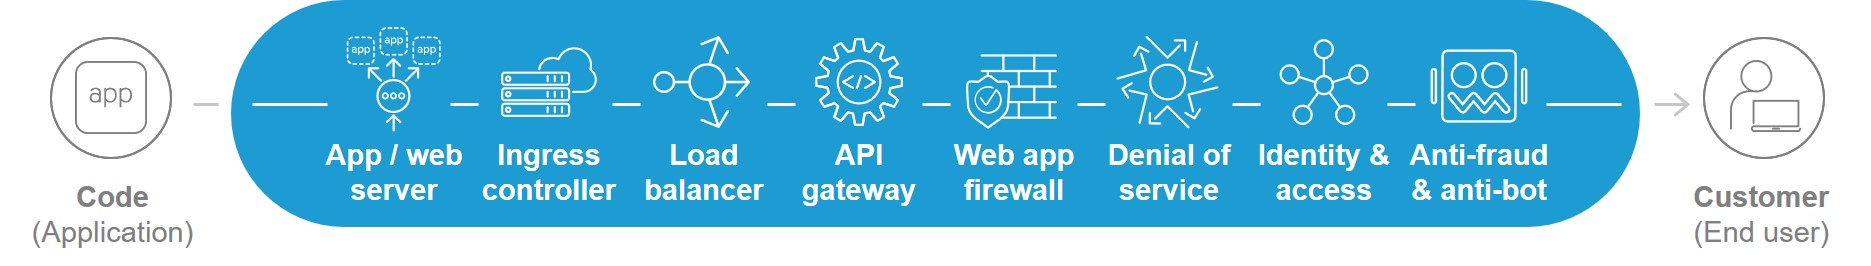 app
Code
(Application)
app
app
app
App / web
server
Ingress
controller
Load
balancer
</>
API
gateway
Web app
firewall
Denial of
service
Identity &
access
Anti-fraud
& anti-bot
Customer
(End user)